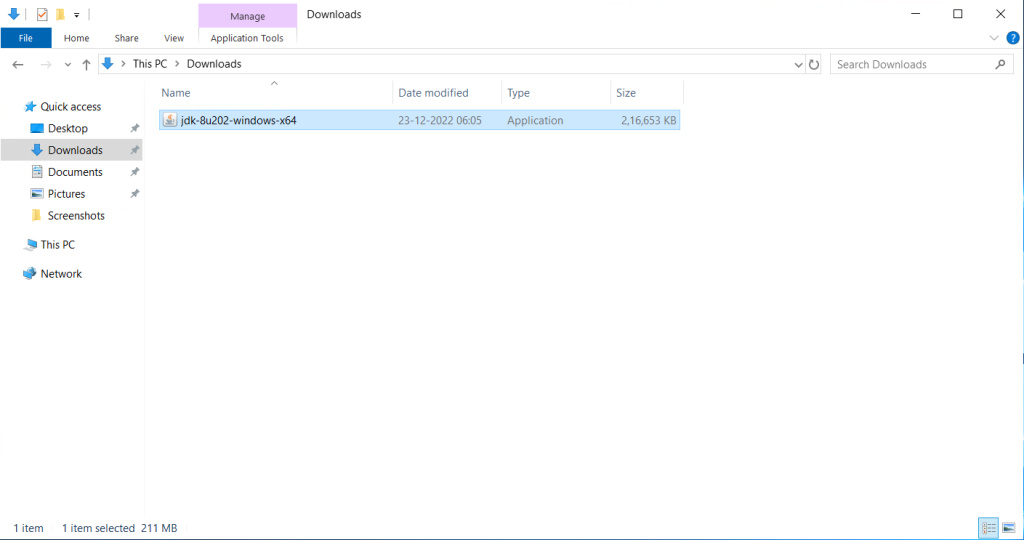 Manage
Downloads
File
Home
Share
View
Application Tools
This PC
Downloads
Search Downloads
Name
Date modified
Type
Size
Quick access
Desktop
Downloads
Documents
Pictures
Screenshots
This PC
Network
jdk-8u202-windows-x64
23-12-2022 06:05
Application
2,16,653 KB
1 item
1 item selected
211 MB